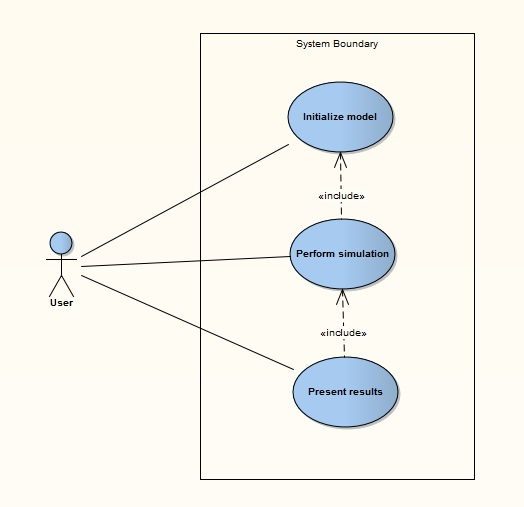 System Boundary
Initialize model
«include»
Perform simulation
User
«include»
Present results